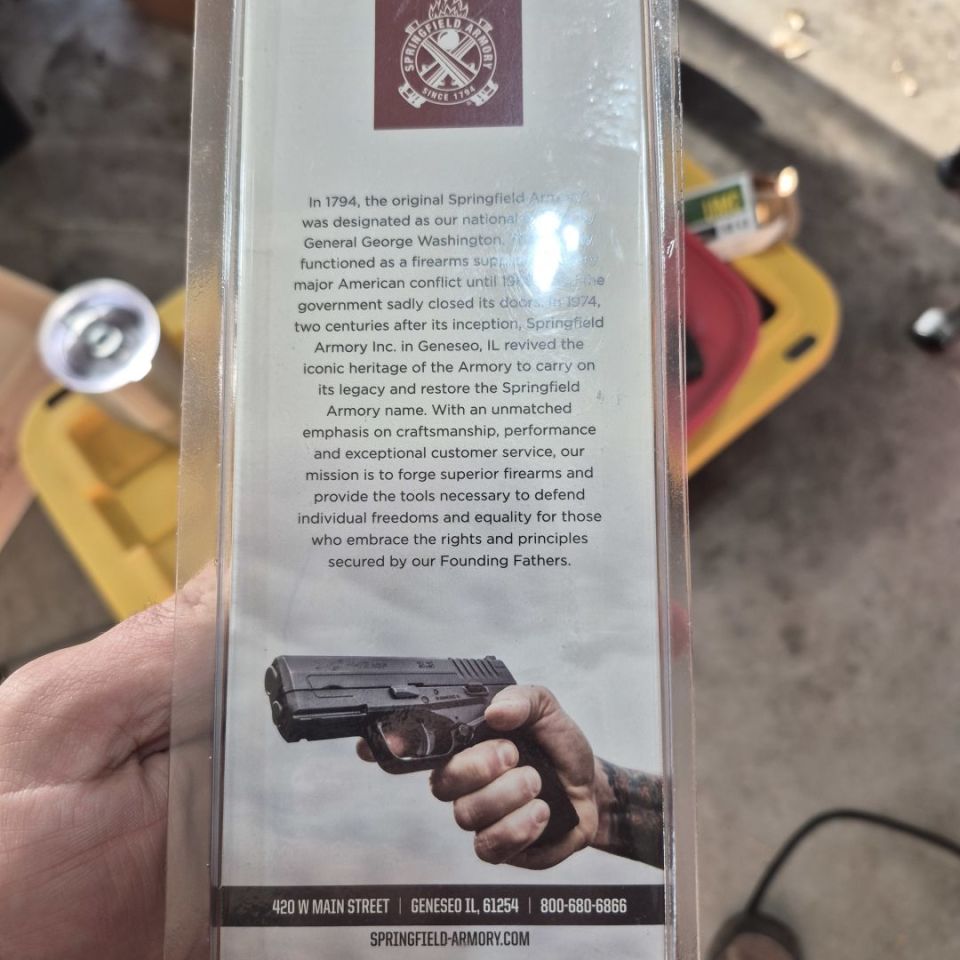 SPRINGFIELD ARMORY
SINCE 1794
In 1794, the original Springfield
was designated as our national
General George Washington.
functioned as a firearms
major American conflict until
government sadly closed its doors. In 1974,
two centuries after its inception, Springfield
Armory Inc. in Geneseo, IL revived the
iconic heritage of the Armory to carry on
its legacy and restore the Springfield
Armory name. With an unmatched
emphasis on craftsmanship, performance
and exceptional customer service, our
mission is to forge superior firearms and
provide the tools necessary to defend
individual freedoms and equality for those
who embrace the rights and principles
secured by our Founding Fathers.
420 W MAIN STREET | GENESEO IL, 61254 | 800-680-6866
SPRINGFIELD-ARMORY.COM